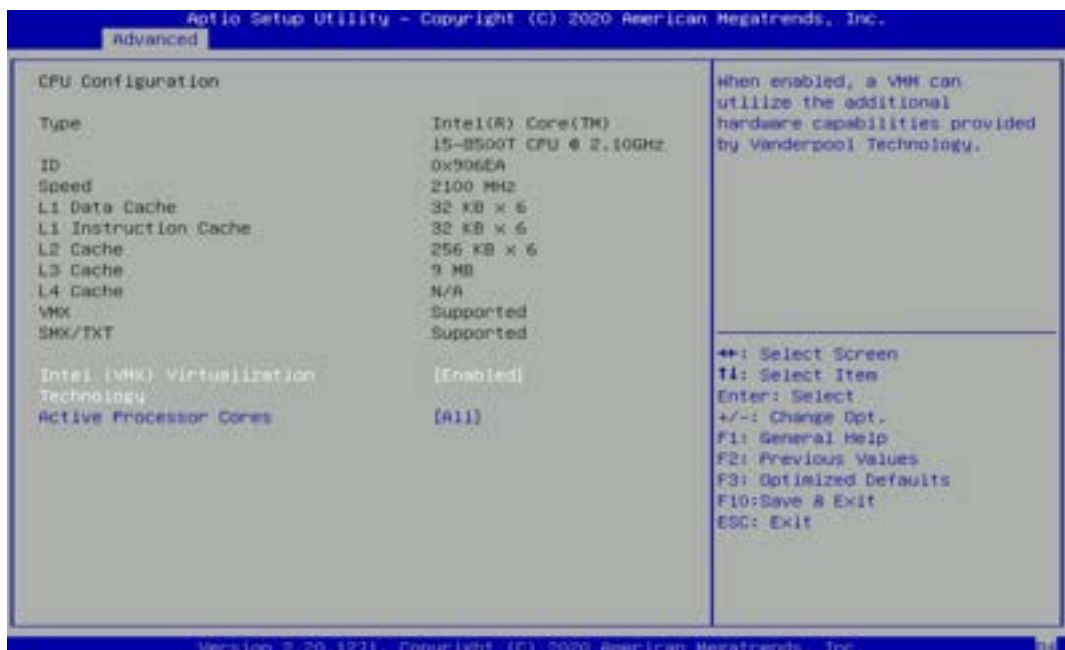 Aptio Setup Utility – Copyright (C) 2020 American Megatrends, Inc.
Advanced
CPU Configuration
Type Intel(R) Core(TM)
i5-8500T CPU @ 2.10GHz
ID 0x906EA
Speed 2100 MHz
L1 Data Cache 32 KB x 6
L1 Instruction Cache 32 KB x 6
L2 Cache 256 KB x 6
L3 Cache 9 MB
L4 Cache N/A
VMX Supported
SMX/TXT Supported
Intel (VMX) Virtualization [Enabled]
Technology
Active Processor Cores [All]
When enabled, a VMM can
utilize the additional
hardware capabilities provided
by Vanderpool Technology.
↔: Select Screen
↑↓: Select Item
Enter: Select
+/-: Change Opt.
F1: General Help
F2: Previous Values
F3: Optimized Defaults
F10:Save & Exit
ESC: Exit
Version 2.20.1271. Copyright (C) 2020 American Megatrends, Inc.